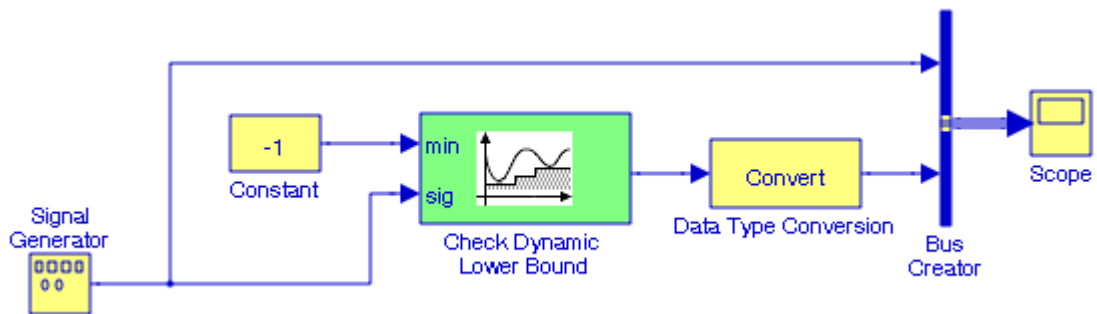 -1
Constant
min
sig
Check Dynamic
Lower Bound
Convert
Data Type Conversion
Bus
Creator
Scope
Signal
Generator